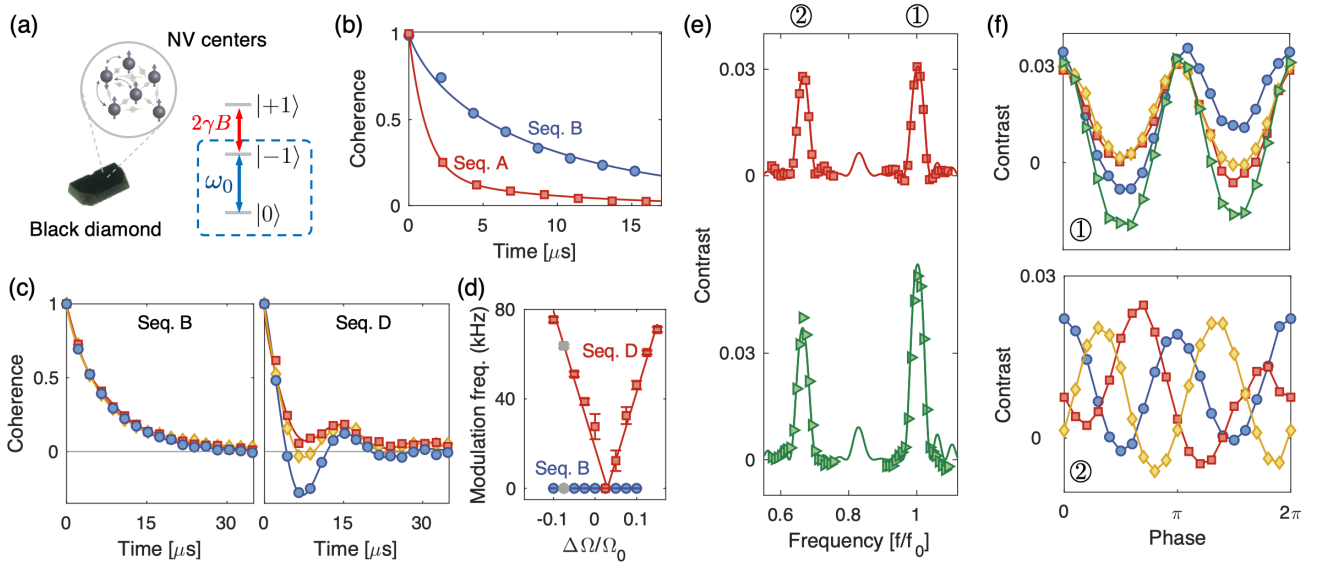 (a)
NV centers
|+1⟩
2γB
|−1⟩
ω0
|0⟩
Black diamond
(b)
Coherence
1
0.5
0
Seq. B
Seq. A
0
5
10
15
Time [μs]
(c)
Coherence
1
0.5
0
Seq. B
Seq. D
0
15
30
0
15
30
Time [μs]
Time [μs]
(d)
Modulation freq. (kHz)
80
40
0
Seq. D
Seq. B
-0.1
0
0.1
ΔΩ/Ω0
(e)
②
①
Contrast
0.03
0
0.03
0
0.6
0.8
1
Frequency [f/f0]
(f)
Contrast
0.03
0
①
Contrast
0.03
0
②
0
π
2π
Phase